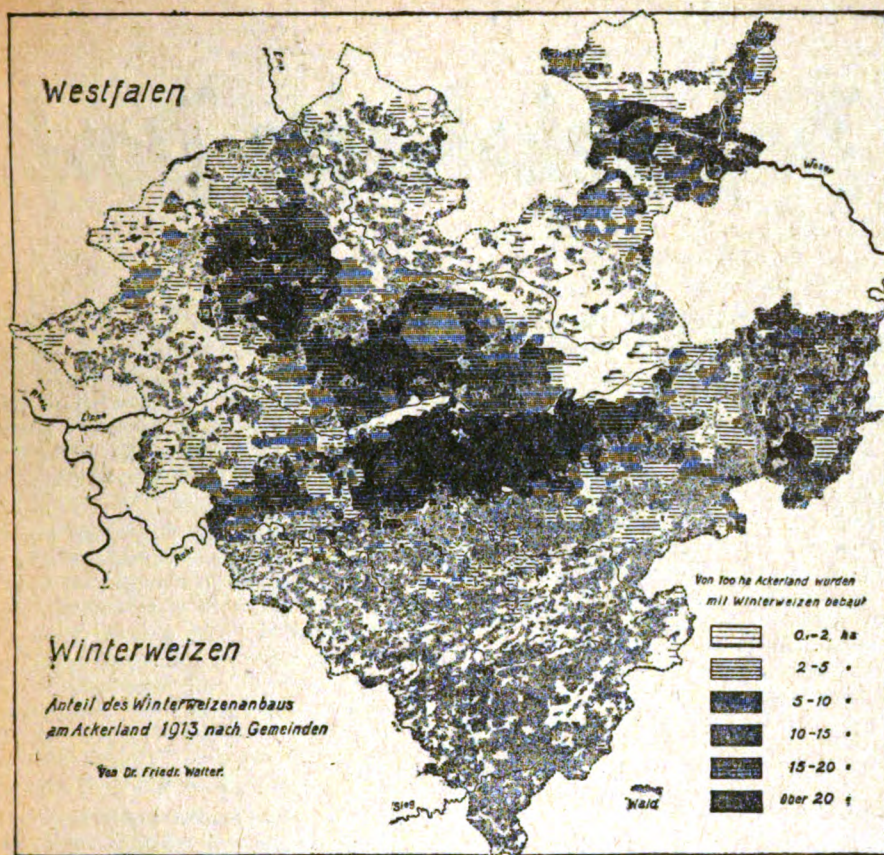 Westfalen
Ems
Weser
Rhein
Lippe
Ruhr
Von 100 ha Ackerland wurden
mit Winterweizen bebaut
0,-2 ha
2-5 "
5-10 "
10-15 "
15-20 "
über 20 "
Winterweizen
Anteil des Winterweizenanbaus
am Ackerland 1913 nach Gemeinden
Von Dr. Friedr. Walter.
Sieg
Wald